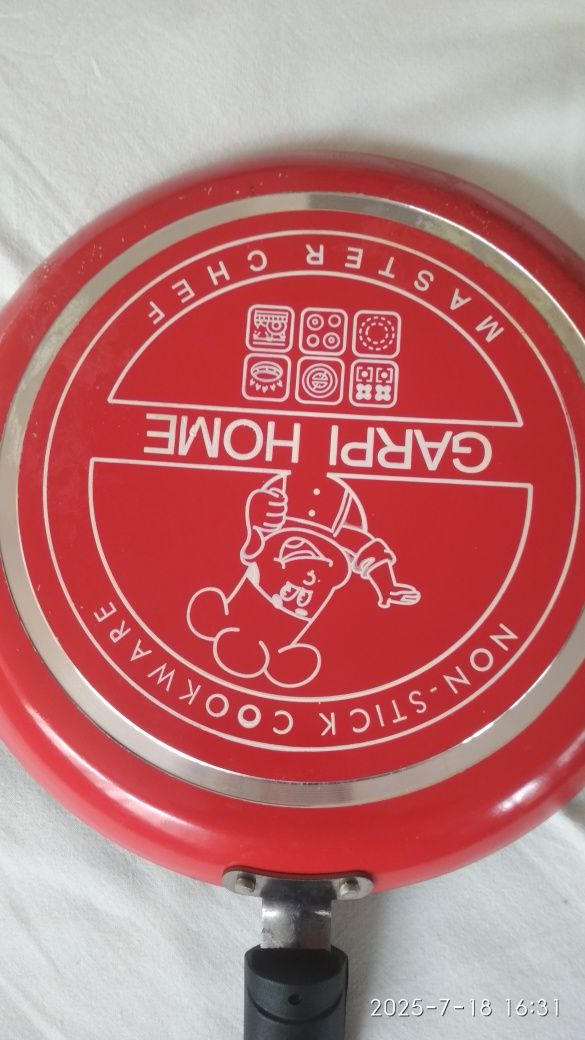 NON-STICK COOKWARE
GARPI HOME
MASTER CHEF
2025-7-18 16:31